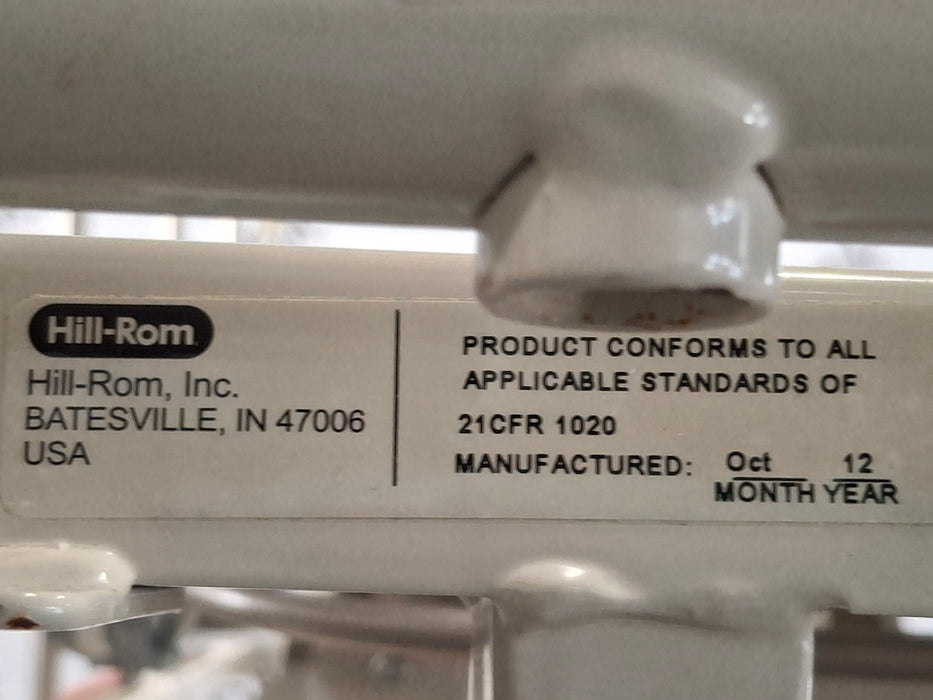 Hill-Rom
Hill-Rom, Inc.
BATESVILLE, IN 47006
USA
PRODUCT CONFORMS TO ALL
APPLICABLE STANDARDS OF
21CFR 1020
MANUFACTURED: Oct 12
MONTH YEAR